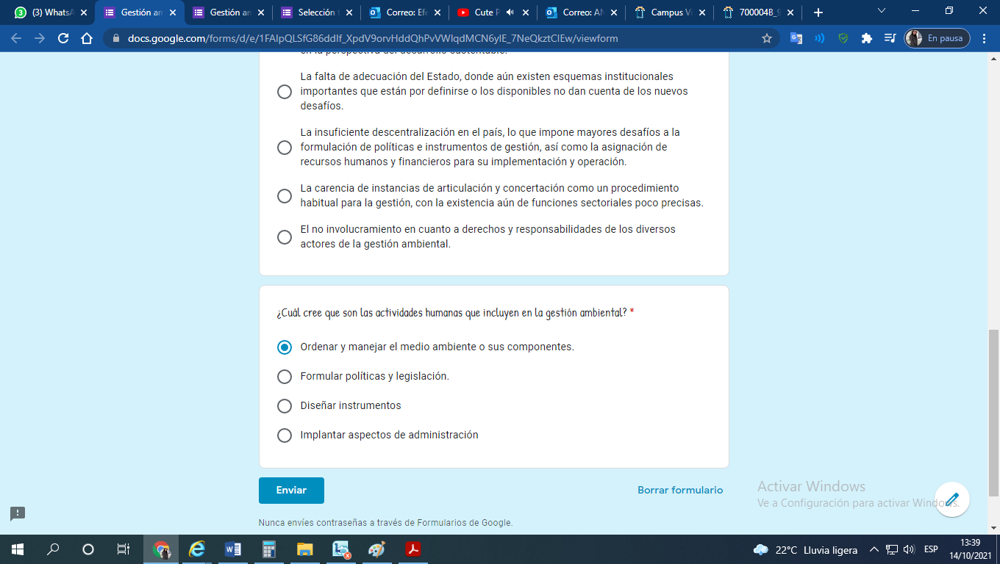 (3) WhatsA
Gestión an
Gestión an
Selección
Correo: Efe
Cute P
Correo: AN
Campus Vi
700004B_9
docs.google.com/forms/d/e/1FAIpQLSfG86ddIf_XpdV9orvHddQhPvVWIqdMCN6yIE_7NeQkztCIEw/viewform
En pausa
en la perspectiva del desarrollo sustentable.
La falta de adecuación del Estado, donde aún existen esquemas institucionales
importantes que están por definirse o los disponibles no dan cuenta de los nuevos
desafíos.
La insuficiente descentralización en el país, lo que impone mayores desafíos a la
formulación de políticas e instrumentos de gestión, así como la asignación de
recursos humanos y financieros para su implementación y operación.
La carencia de instancias de articulación y concertación como un procedimiento
habitual para la gestión, con la existencia aún de funciones sectoriales poco precisas.
El no involucramiento en cuanto a derechos y responsabilidades de los diversos
actores de la gestión ambiental.
¿Cuál cree que son las actividades humanas que incluyen en la gestión ambiental? *
Ordenar y manejar el medio ambiente o sus componentes.
Formular políticas y legislación.
Diseñar instrumentos
Implantar aspectos de administración
Enviar
Borrar formulario
Activar Windows
Ve a Configuración para activar Windows.
Nunca envíes contraseñas a través de Formularios de Google.
22°C Lluvia ligera
ESP
13:39
14/10/2021